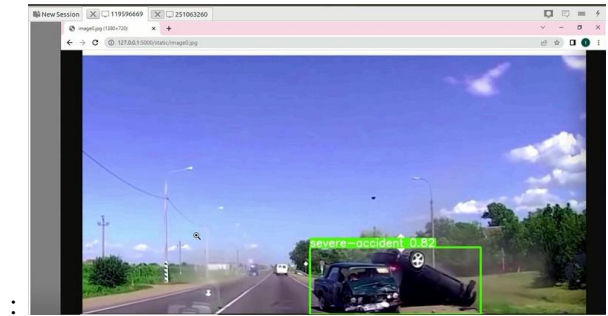 New Session 119596669 251063260
image0.jpg (1380×720)
127.0.0.1:5000/static/image0.jpg
severe-accident 0.82
: